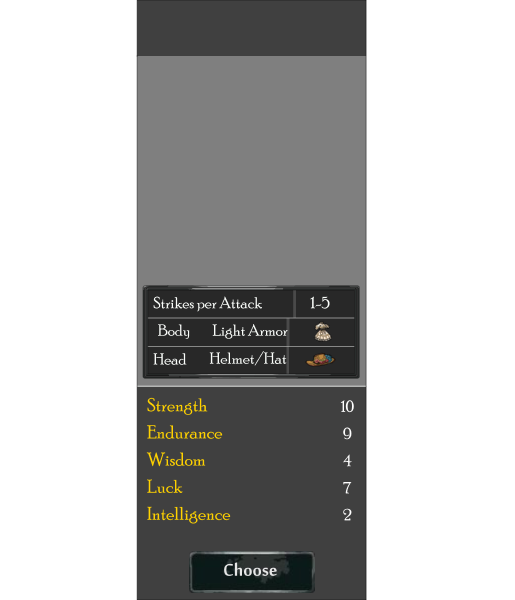 Strikes per Attack 1-5
Body Light Armor
Head Helmet/Hat
Strength 10
Endurance 9
Wisdom 4
Luck 7
Intelligence 2
Choose